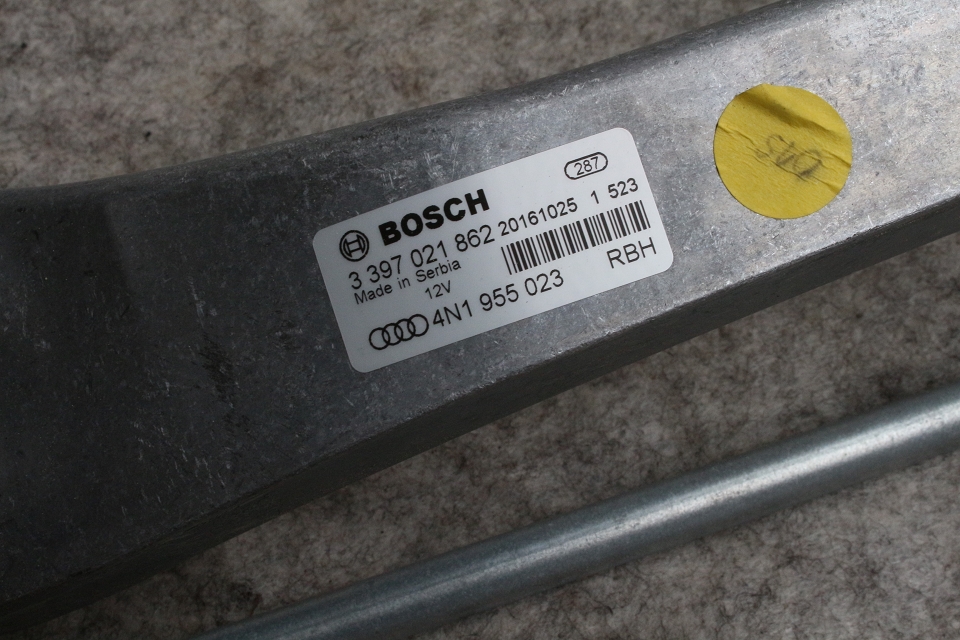 287
BOSCH
3 397 021 862 20161025 1 523
Made in Serbia
12V
RBH
4N1 955 023